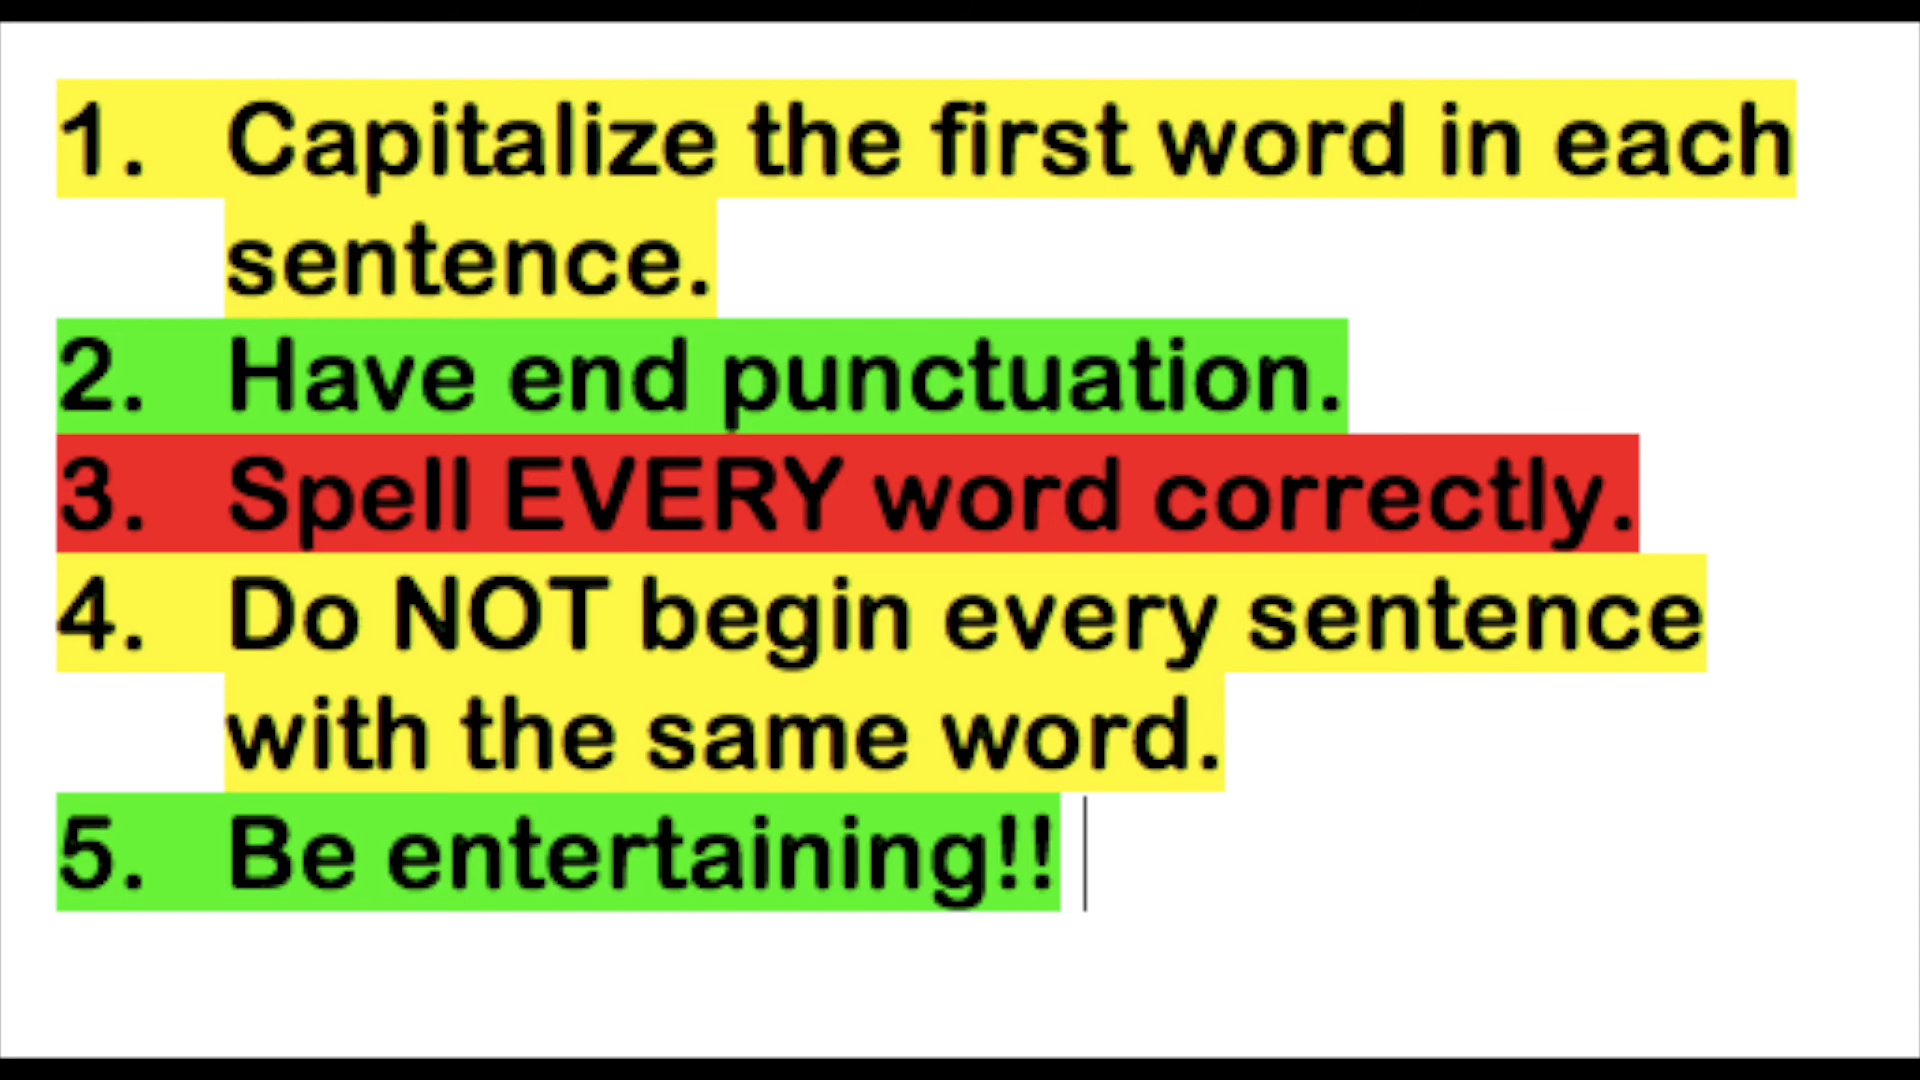 1. Capitalize the first word in each
sentence.
2. Have end punctuation.
3. Spell EVERY word correctly.
4. Do NOT begin every sentence
with the same word.
5. Be entertaining!!